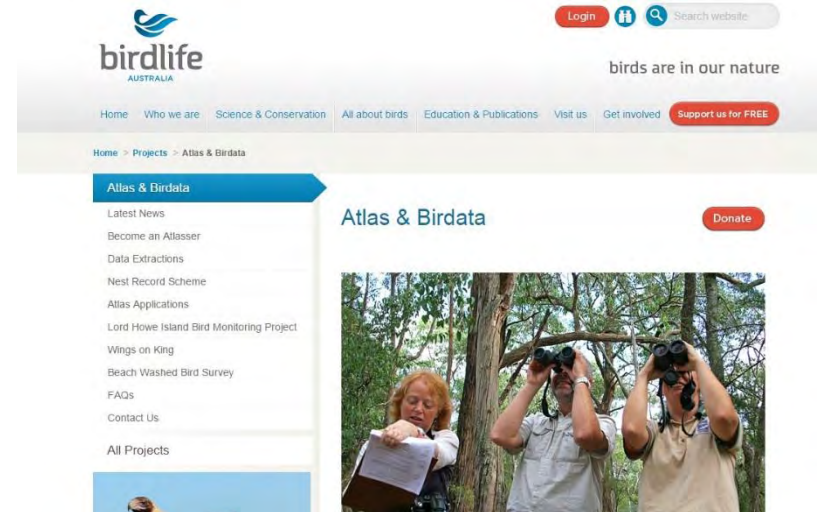 birdlife
AUSTRALIA
Login
Search website
birds are in our nature
Home Who we are Science & Conservation All about birds Education & Publications Visit us Get involved Support us for FREE
Home > Projects > Atlas & Birdata
Atlas & Birdata
Latest News
Become an Atlasser
Data Extractions
Nest Record Scheme
Atlas Applications
Lord Howe Island Bird Monitoring Project
Wings on King
Beach Washed Bird Survey
FAQs
Contact Us
All Projects
Atlas & Birdata
Donate